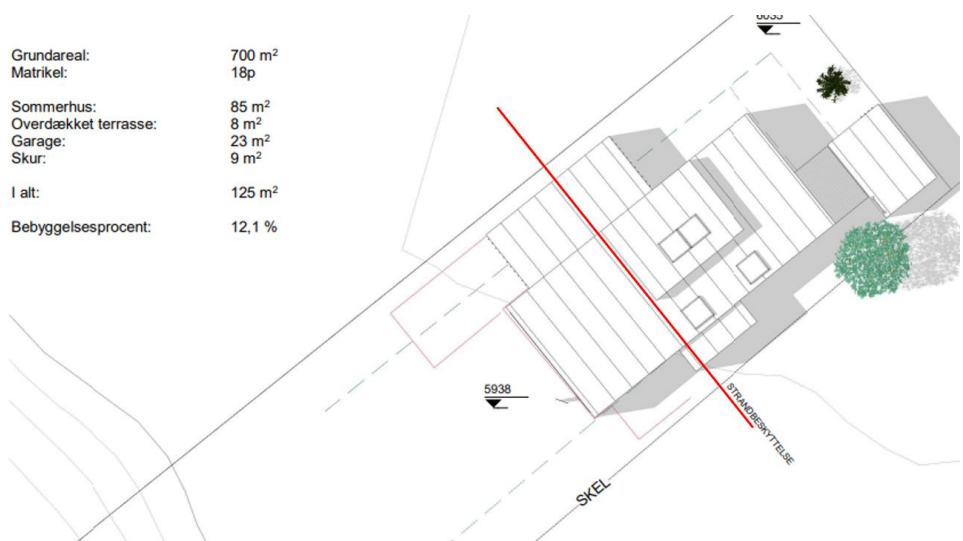 Grundareal: 700 m²
Matrikel: 18p
Sommerhus: 85 m²
Overdækket terrasse: 8 m²
Garage: 23 m²
Skur: 9 m²
I alt: 125 m²
Bebyggelsesprocent: 12,1 %
6035
5938
STRANDBESKYTTELSE
SKEL